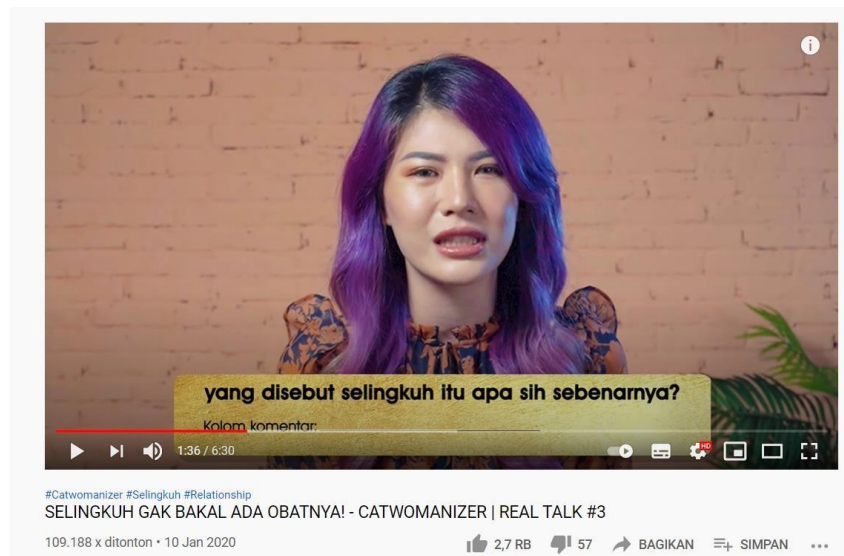 yang disebut selingkuh itu apa sih sebenarnya?
Kolom komentar:
1:36 / 6:30
HD
#Catwomanizer #Selingkuh #Relationship
SELINGKUH GAK BAKAL ADA OBATNYA! - CATWOMANIZER | REAL TALK #3
109.188 x ditonton • 10 Jan 2020
2,7 RB 57 BAGIKAN SIMPAN